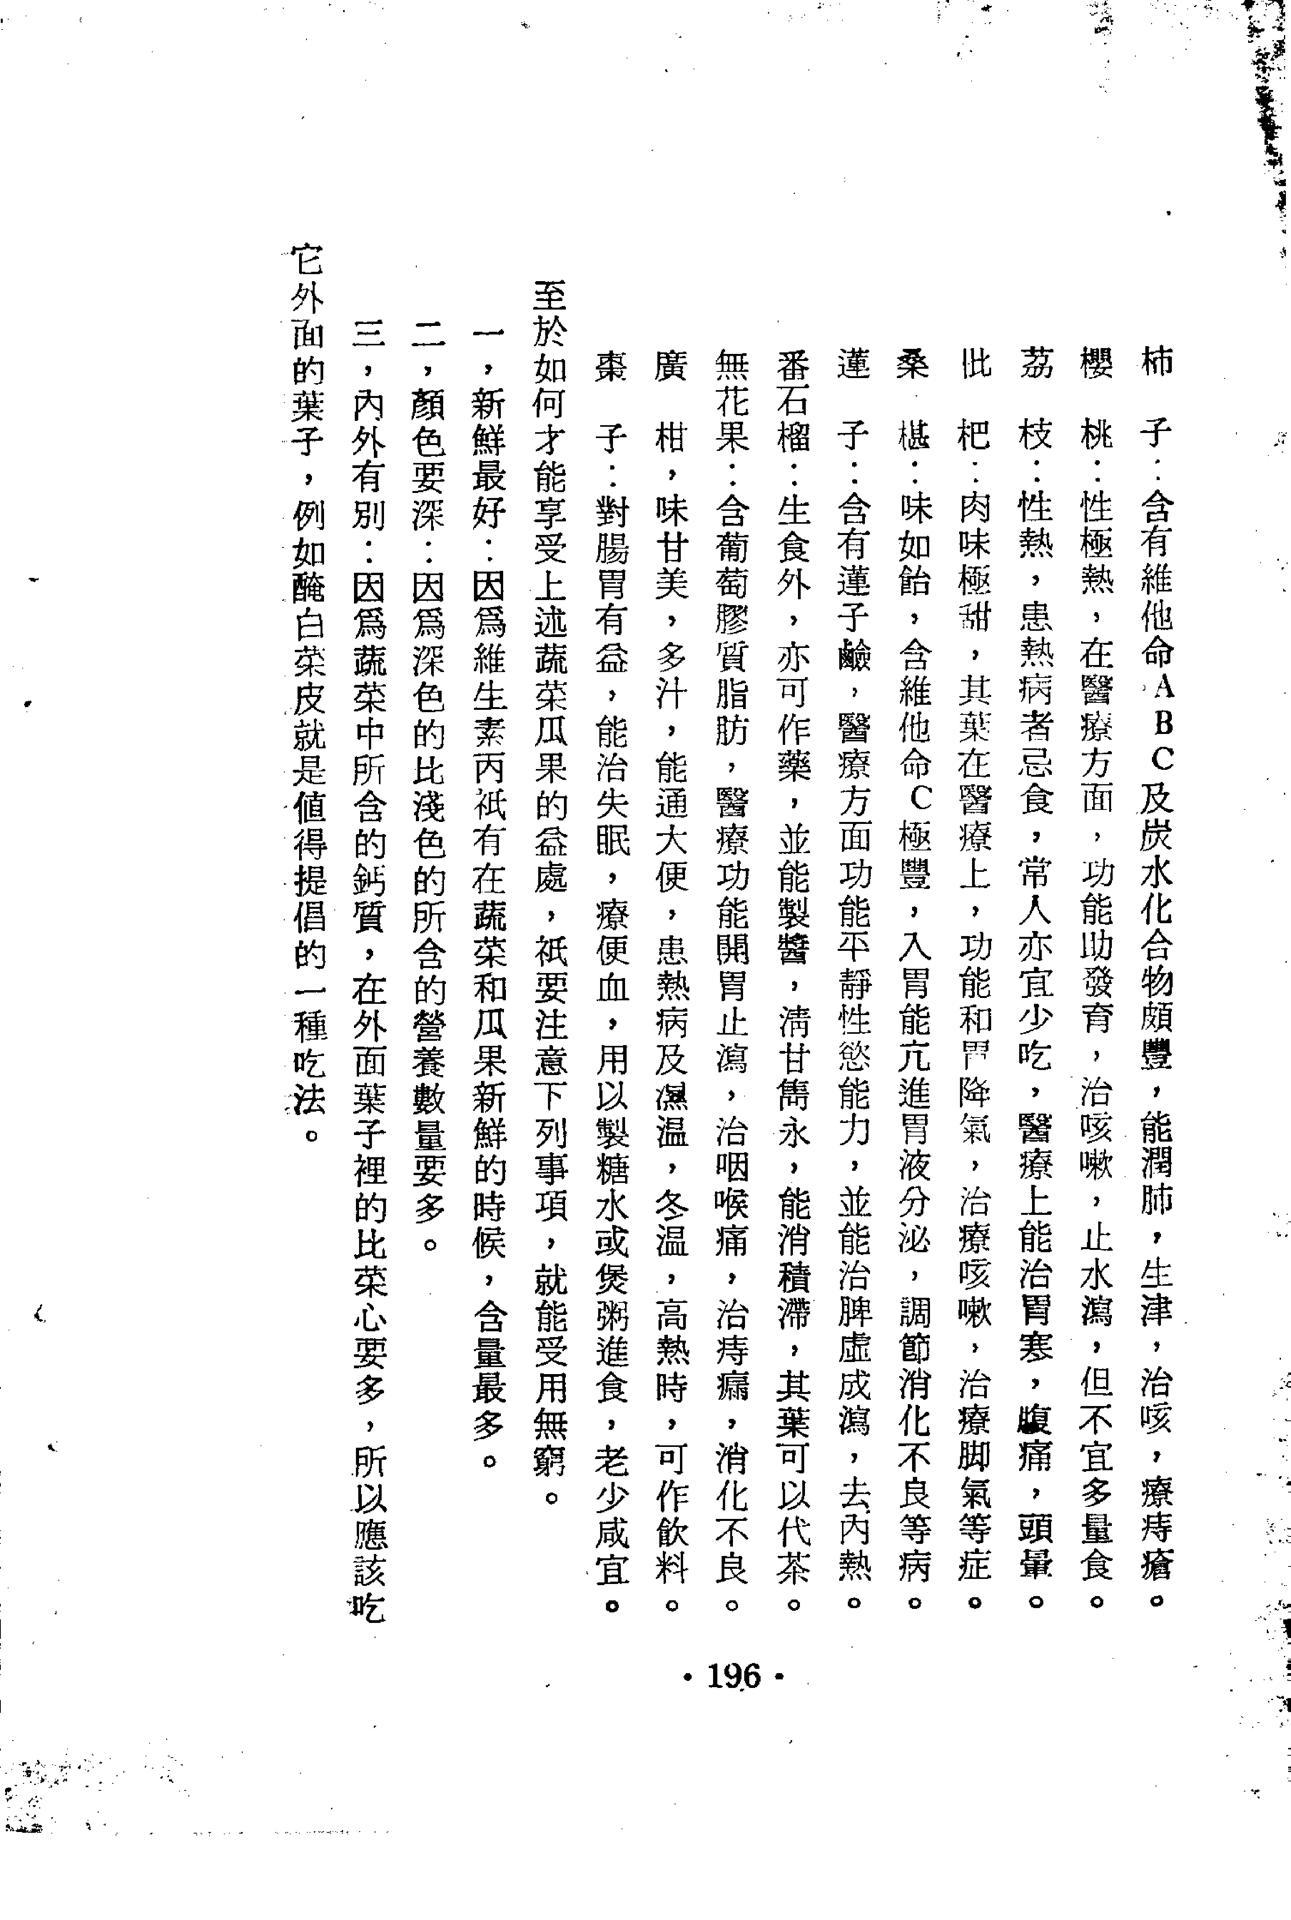 柿　子：含有維他命ABC及炭水化合物頗豐，能潤肺，生津，治咳，療痔瘡。
櫻　桃：性極熱，在醫療方面，功能助發育，治咳嗽，止水瀉，但不宜多量食。
荔　枝：性熱，患熱病者忌食，常人亦宜少吃，醫療上能治胃寒，腹痛，頭暈。
枇　杷：肉味極甜，其葉在醫療上，功能和胃降氣，治療咳嗽，治療脚氣等症。
桑　椹：味如飴，含維他命C極豐，入胃能亢進胃液分泌，調節消化不良等病。
蓮　子：含有蓮子鹼，醫療方面功能平靜性慾能力，並能治脾虛成瀉，去內熱。
番石榴：生食外，亦可作藥，並能製醬，淸甘雋永，能消積滯，其葉可以代茶。
無花果：含葡萄膠質脂肪，醫療功能開胃止瀉，治咽喉痛，治痔痛，消化不良。
廣　柑，味甘美，多汁，能通大便，患熱病及濕溫，冬溫，高熱時，可作飲料。
棗　子：對腸胃有益，能治失眠，療便血，用以製糖水或煲粥進食，老少咸宜。
至於如何才能享受上述蔬菜瓜果的益處，祇要注意下列事項，就能受用無窮。
一，新鮮最好：因爲維生素丙祇有在蔬菜和瓜果新鮮的時候，含量最多。
二，顏色要深：因爲深色的比淺色的所含的營養數量要多。
三，內外有別：因爲蔬菜中所含的鈣質，在外面葉子裡的比菜心要多，所以應該吃
它外面的葉子，例如醃白菜皮就是値得提倡的一種吃法。
•196•